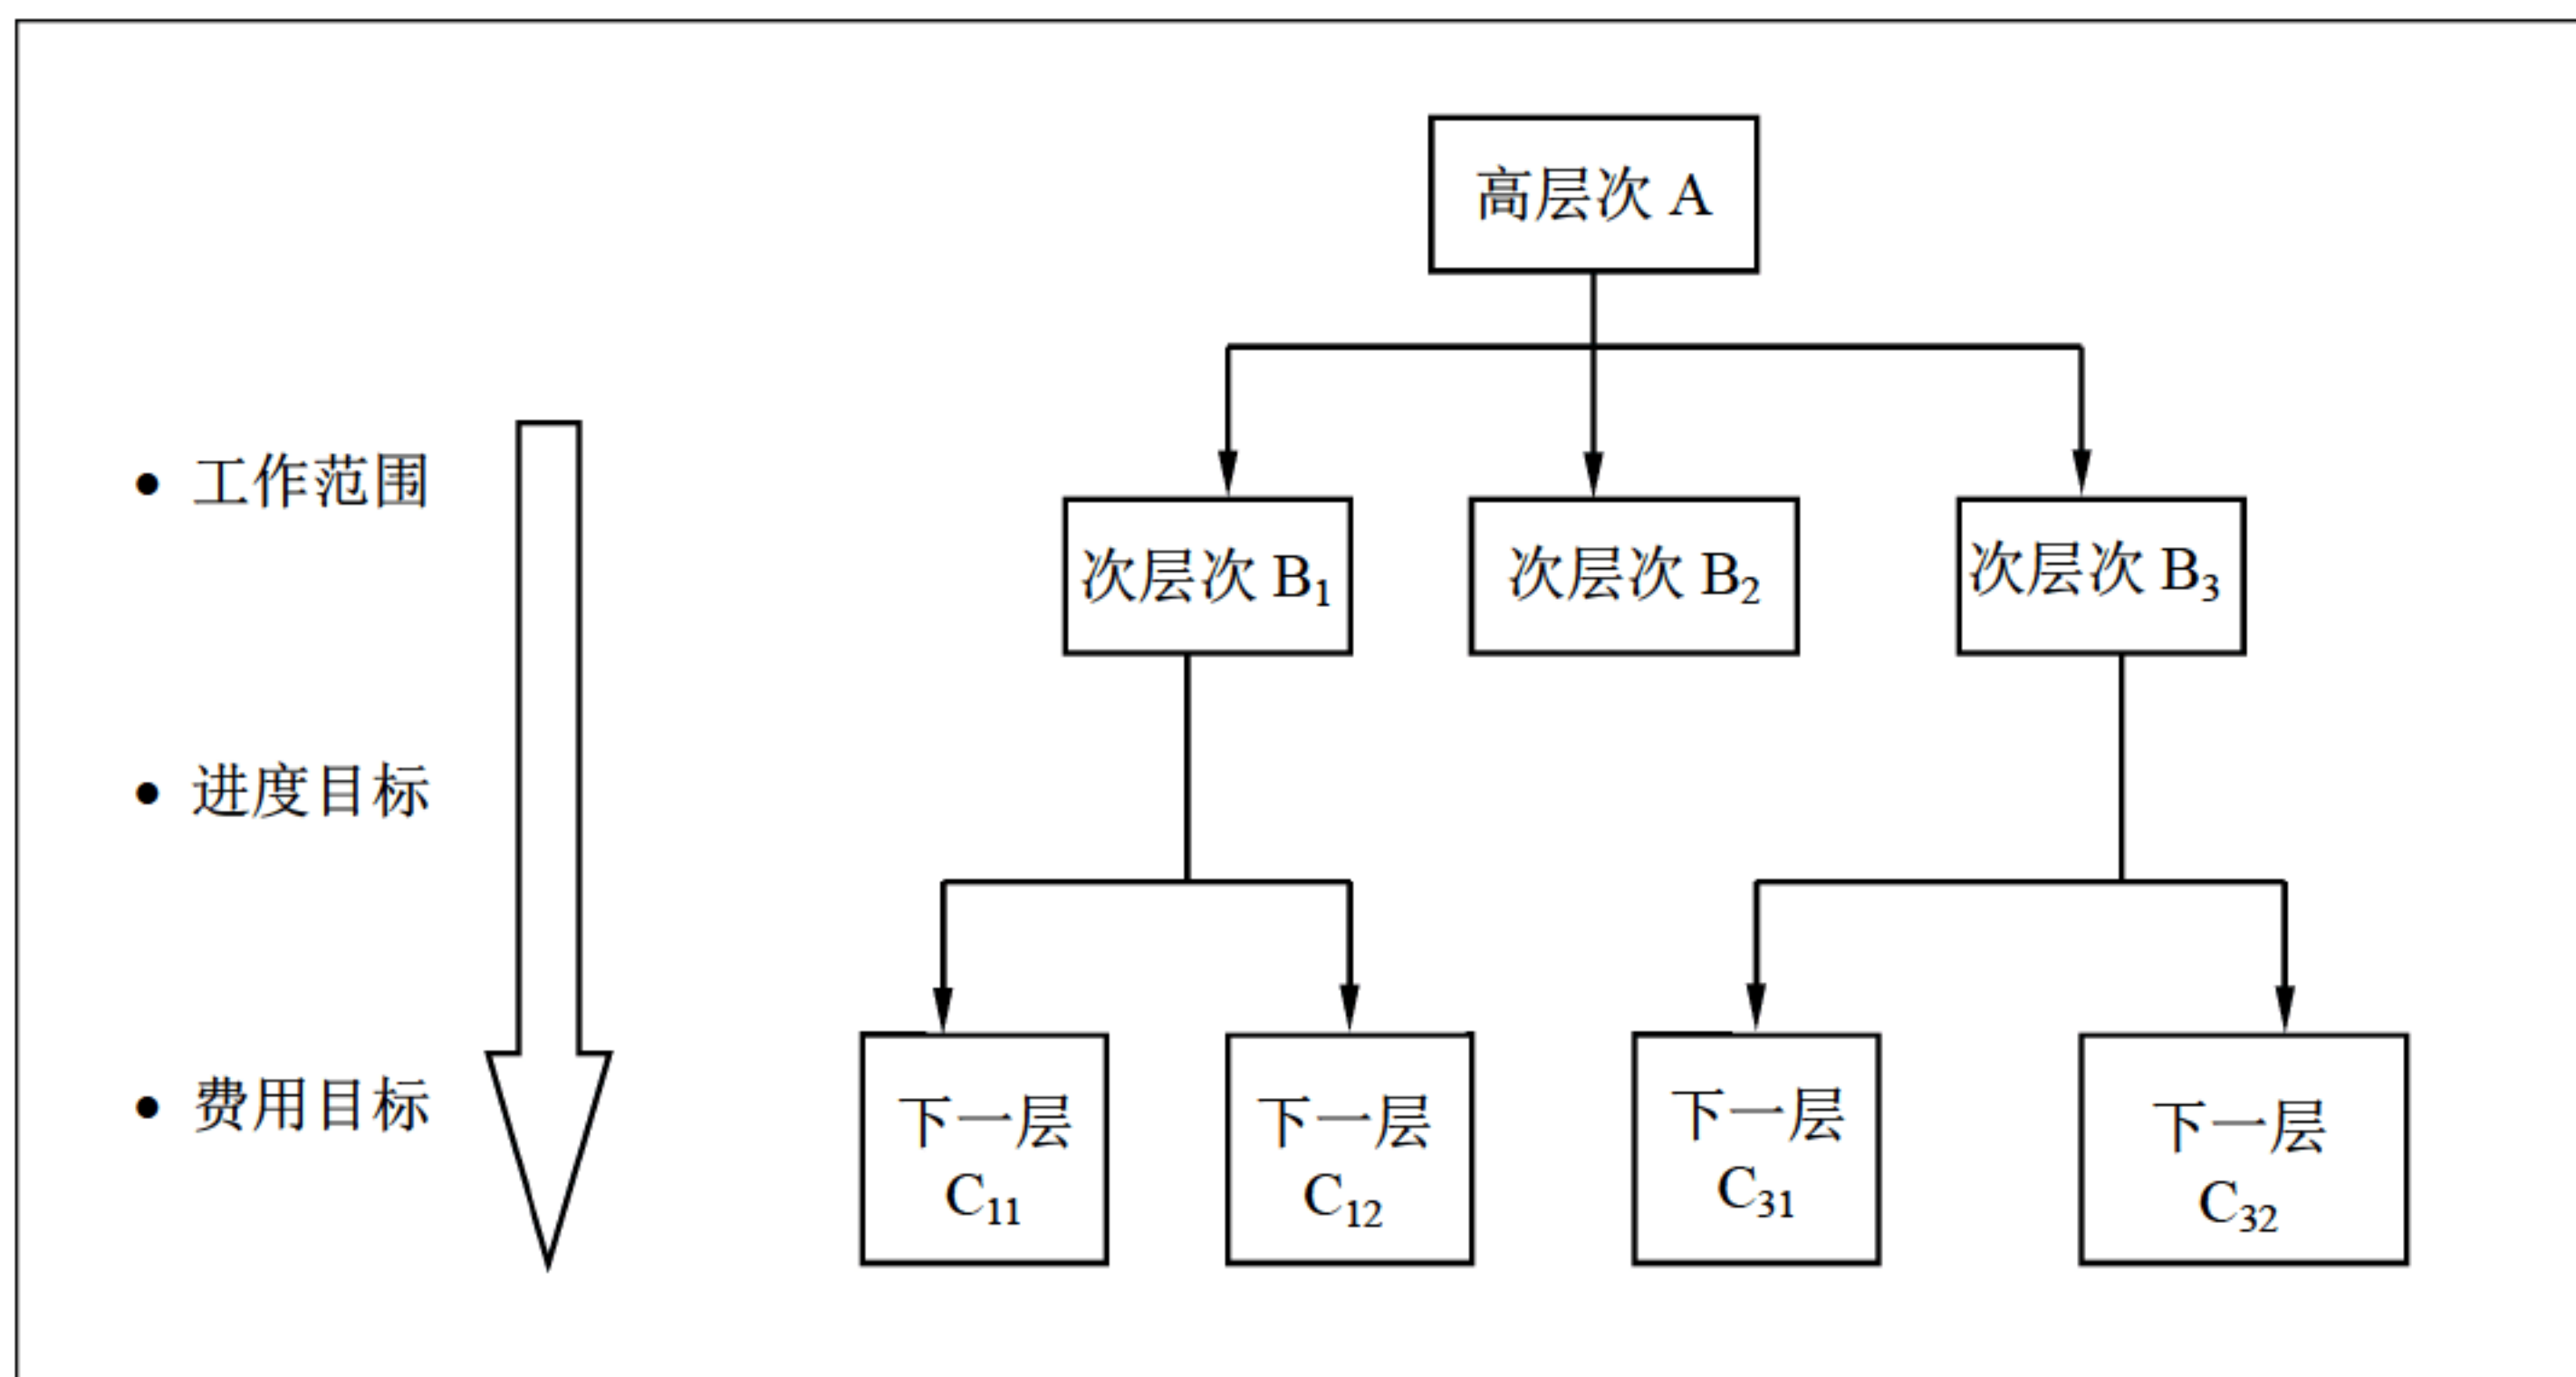 高层次 A
• 工作范围
次层次 B₁
次层次 B₂
次层次 B₃
• 进度目标
• 费用目标
下一层
C₁₁
下一层
C₁₂
下一层
C₃₁
下一层
C₃₂